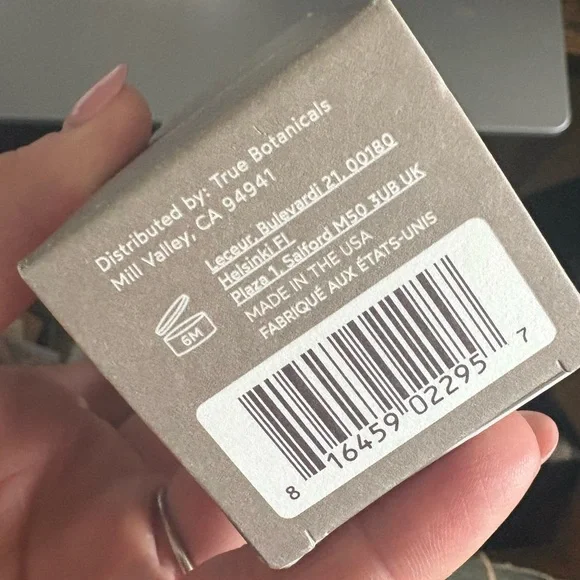 Distributed by: True Botanicals
Mill Valley, CA 94941
Leceur, Bulevardi 21, 00180
Helsinki FI
Plaza 1, Salford M50 3UB UK
MADE IN THE USA
FABRIQUÉ AUX ÉTATS-UNIS
6M
8 16459 02295 7